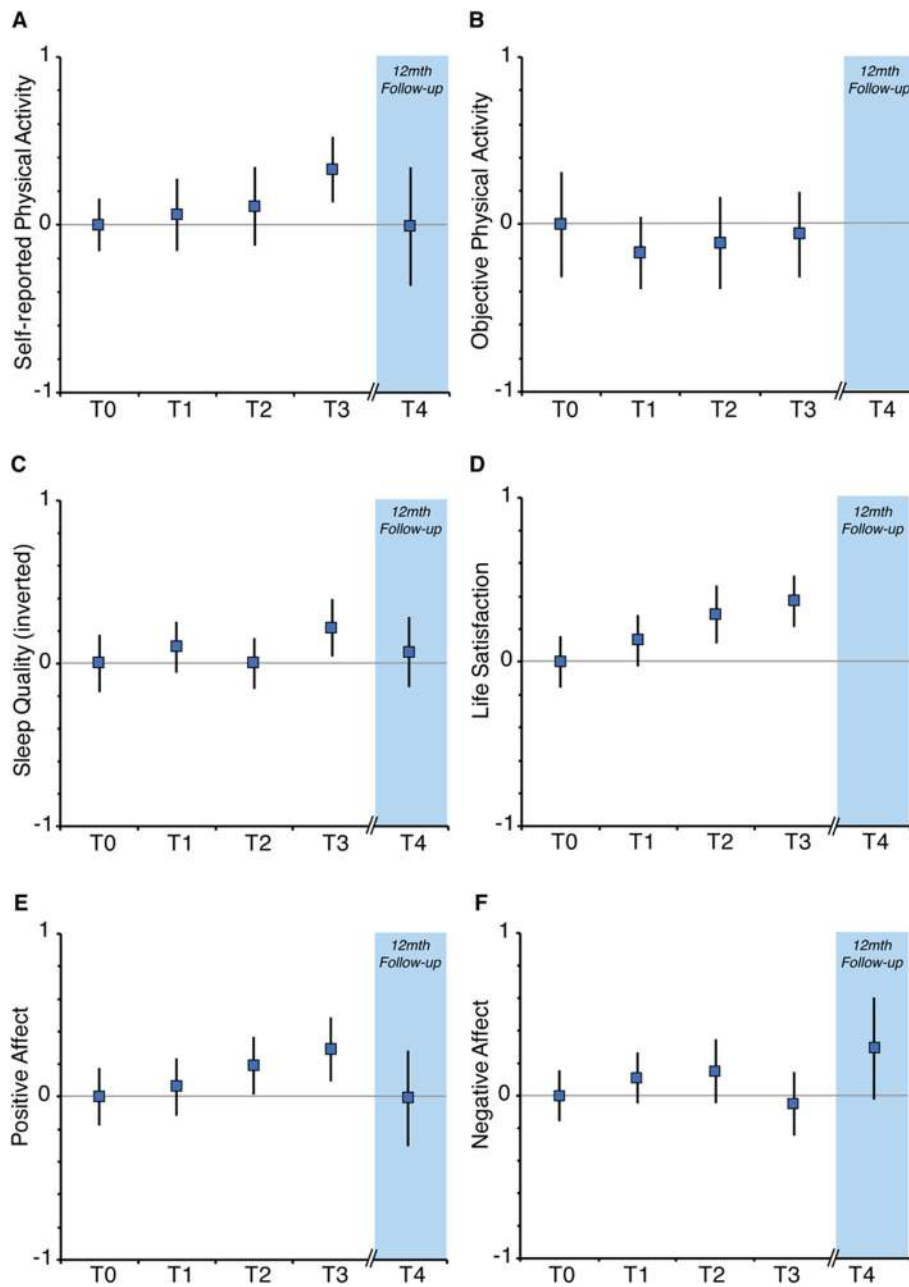 A
B
1
12mth
Follow-up
1
12mth
Follow-up
Self-reported Physical Activity
Objective Physical Activity
0
0
-1
-1
T0 T1 T2 T3 T4
T0 T1 T2 T3 T4
C
D
1
12mth
Follow-up
1
12mth
Follow-up
Sleep Quality (inverted)
Life Satisfaction
0
0
-1
-1
T0 T1 T2 T3 T4
T0 T1 T2 T3 T4
E
F
1
12mth
Follow-up
1
12mth
Follow-up
Positive Affect
Negative Affect
0
0
-1
-1
T0 T1 T2 T3 T4
T0 T1 T2 T3 T4